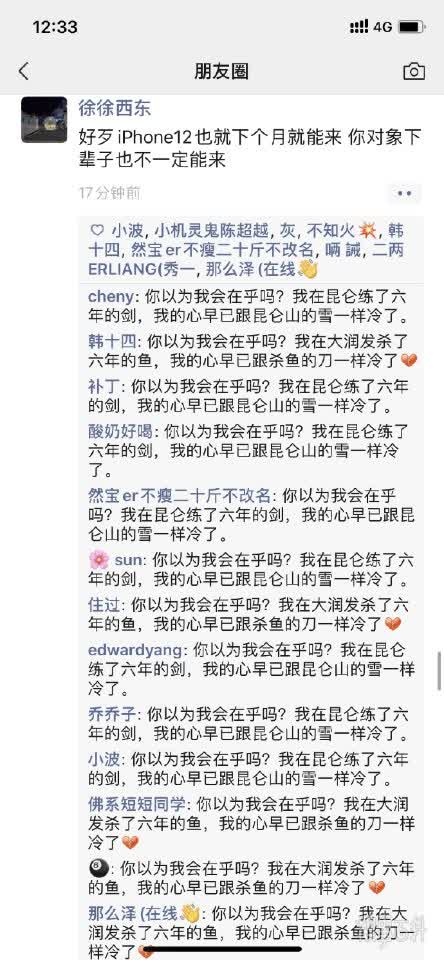 12:33
4G
朋友圈
徐徐西东
好歹 iPhone12 也就下个月就能来 你对象下
辈子也不一定能来
17分钟前
小波, 小机灵鬼陈超越, 灰, 不知火💥, 韩
十四, 然宝er不瘦二十斤不改名, 唡 諴, 二两
ERLIANG(秀一, 那么泽 (在线👋
cheny: 你以为我会在乎吗？我在昆仑练了六
年的剑，我的心早已跟昆仑山的雪一样冷了。
韩十四: 你以为我会在乎吗？我在大润发杀了
六年的鱼，我的心早已跟杀鱼的刀一样冷了💔
补丁: 你以为我会在乎吗？我在昆仑练了六年
的剑，我的心早已跟昆仑山的雪一样冷了。
酸奶好喝: 你以为我会在乎吗？我在昆仑练了
六年的剑，我的心早已跟昆仑山的雪一样冷
了。
然宝er不瘦二十斤不改名: 你以为我会在乎
吗？我在昆仑练了六年的剑，我的心早已跟昆
仑山的雪一样冷了。
🌸 sun: 你以为我会在乎吗？我在昆仑练了六
年的剑，我的心早已跟昆仑山的雪一样冷了。
住过: 你以为我会在乎吗？我在大润发杀了六
年的鱼，我的心早已跟杀鱼的刀一样冷了💔
edwardyang: 你以为我会在乎吗？我在昆仑
练了六年的剑，我的心早已跟昆仑山的雪一样
冷了。
乔乔子: 你以为我会在乎吗？我在昆仑练了六
年的剑，我的心早已跟昆仑山的雪一样冷了。
小波: 你以为我会在乎吗？我在昆仑练了六年
的剑，我的心早已跟昆仑山的雪一样冷了。
佛系短短同学: 你以为我会在乎吗？我在大润
发杀了六年的鱼，我的心早已跟杀鱼的刀一样
冷了💔
🎱: 你以为我会在乎吗？我在大润发杀了六年
的鱼，我的心早已跟杀鱼的刀一样冷了💔
那么泽 (在线👋: 你以为我会在乎吗？我在大
润发杀了六年的鱼，我的心早已跟杀鱼的刀一
样冷了💔